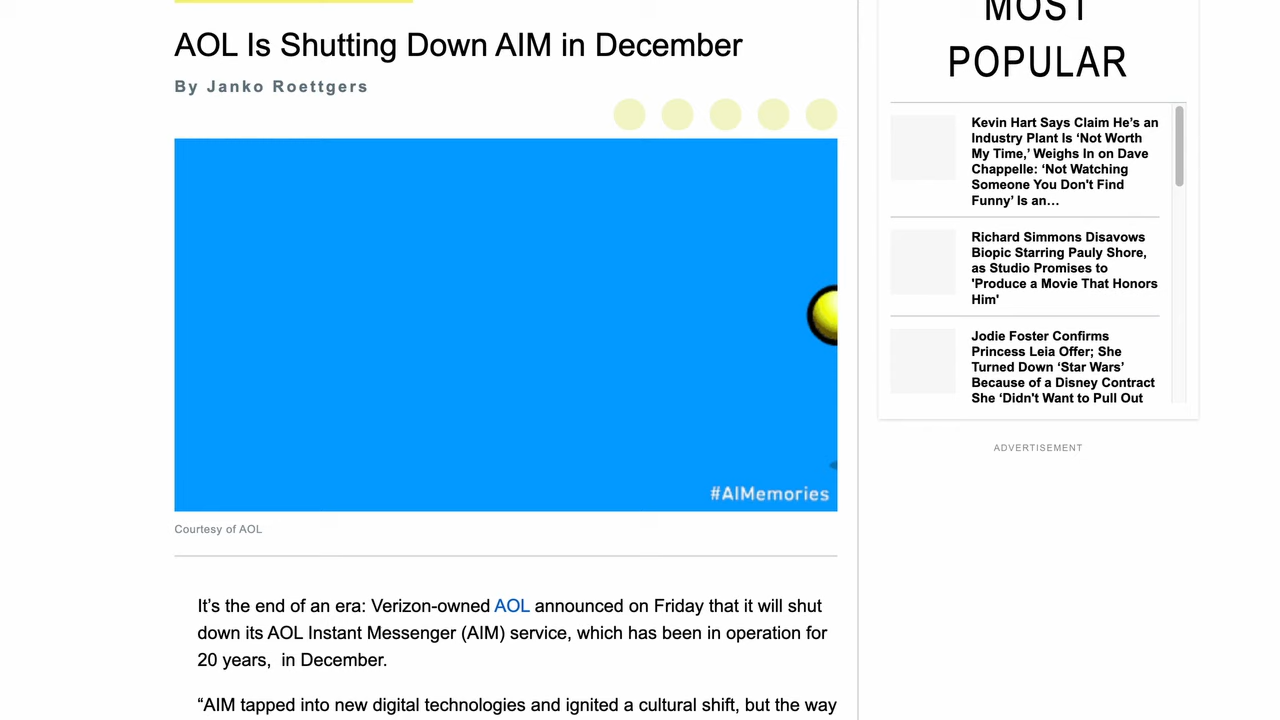 AOL Is Shutting Down AIM in December
By Janko Roettgers
#AIMemories
Courtesy of AOL
It’s the end of an era: Verizon-owned AOL announced on Friday that it will shut
down its AOL Instant Messenger (AIM) service, which has been in operation for
20 years, in December.
“AIM tapped into new digital technologies and ignited a cultural shift, but the way
MOST
POPULAR
Kevin Hart Says Claim He’s an
Industry Plant Is ‘Not Worth
My Time,’ Weighs In on Dave
Chappelle: ‘Not Watching
Someone You Don't Find
Funny’ Is an…
Richard Simmons Disavows
Biopic Starring Pauly Shore,
as Studio Promises to
'Produce a Movie That Honors
Him'
Jodie Foster Confirms
Princess Leia Offer; She
Turned Down ‘Star Wars’
Because of a Disney Contract
She ‘Didn't Want to Pull Out
ADVERTISEMENT